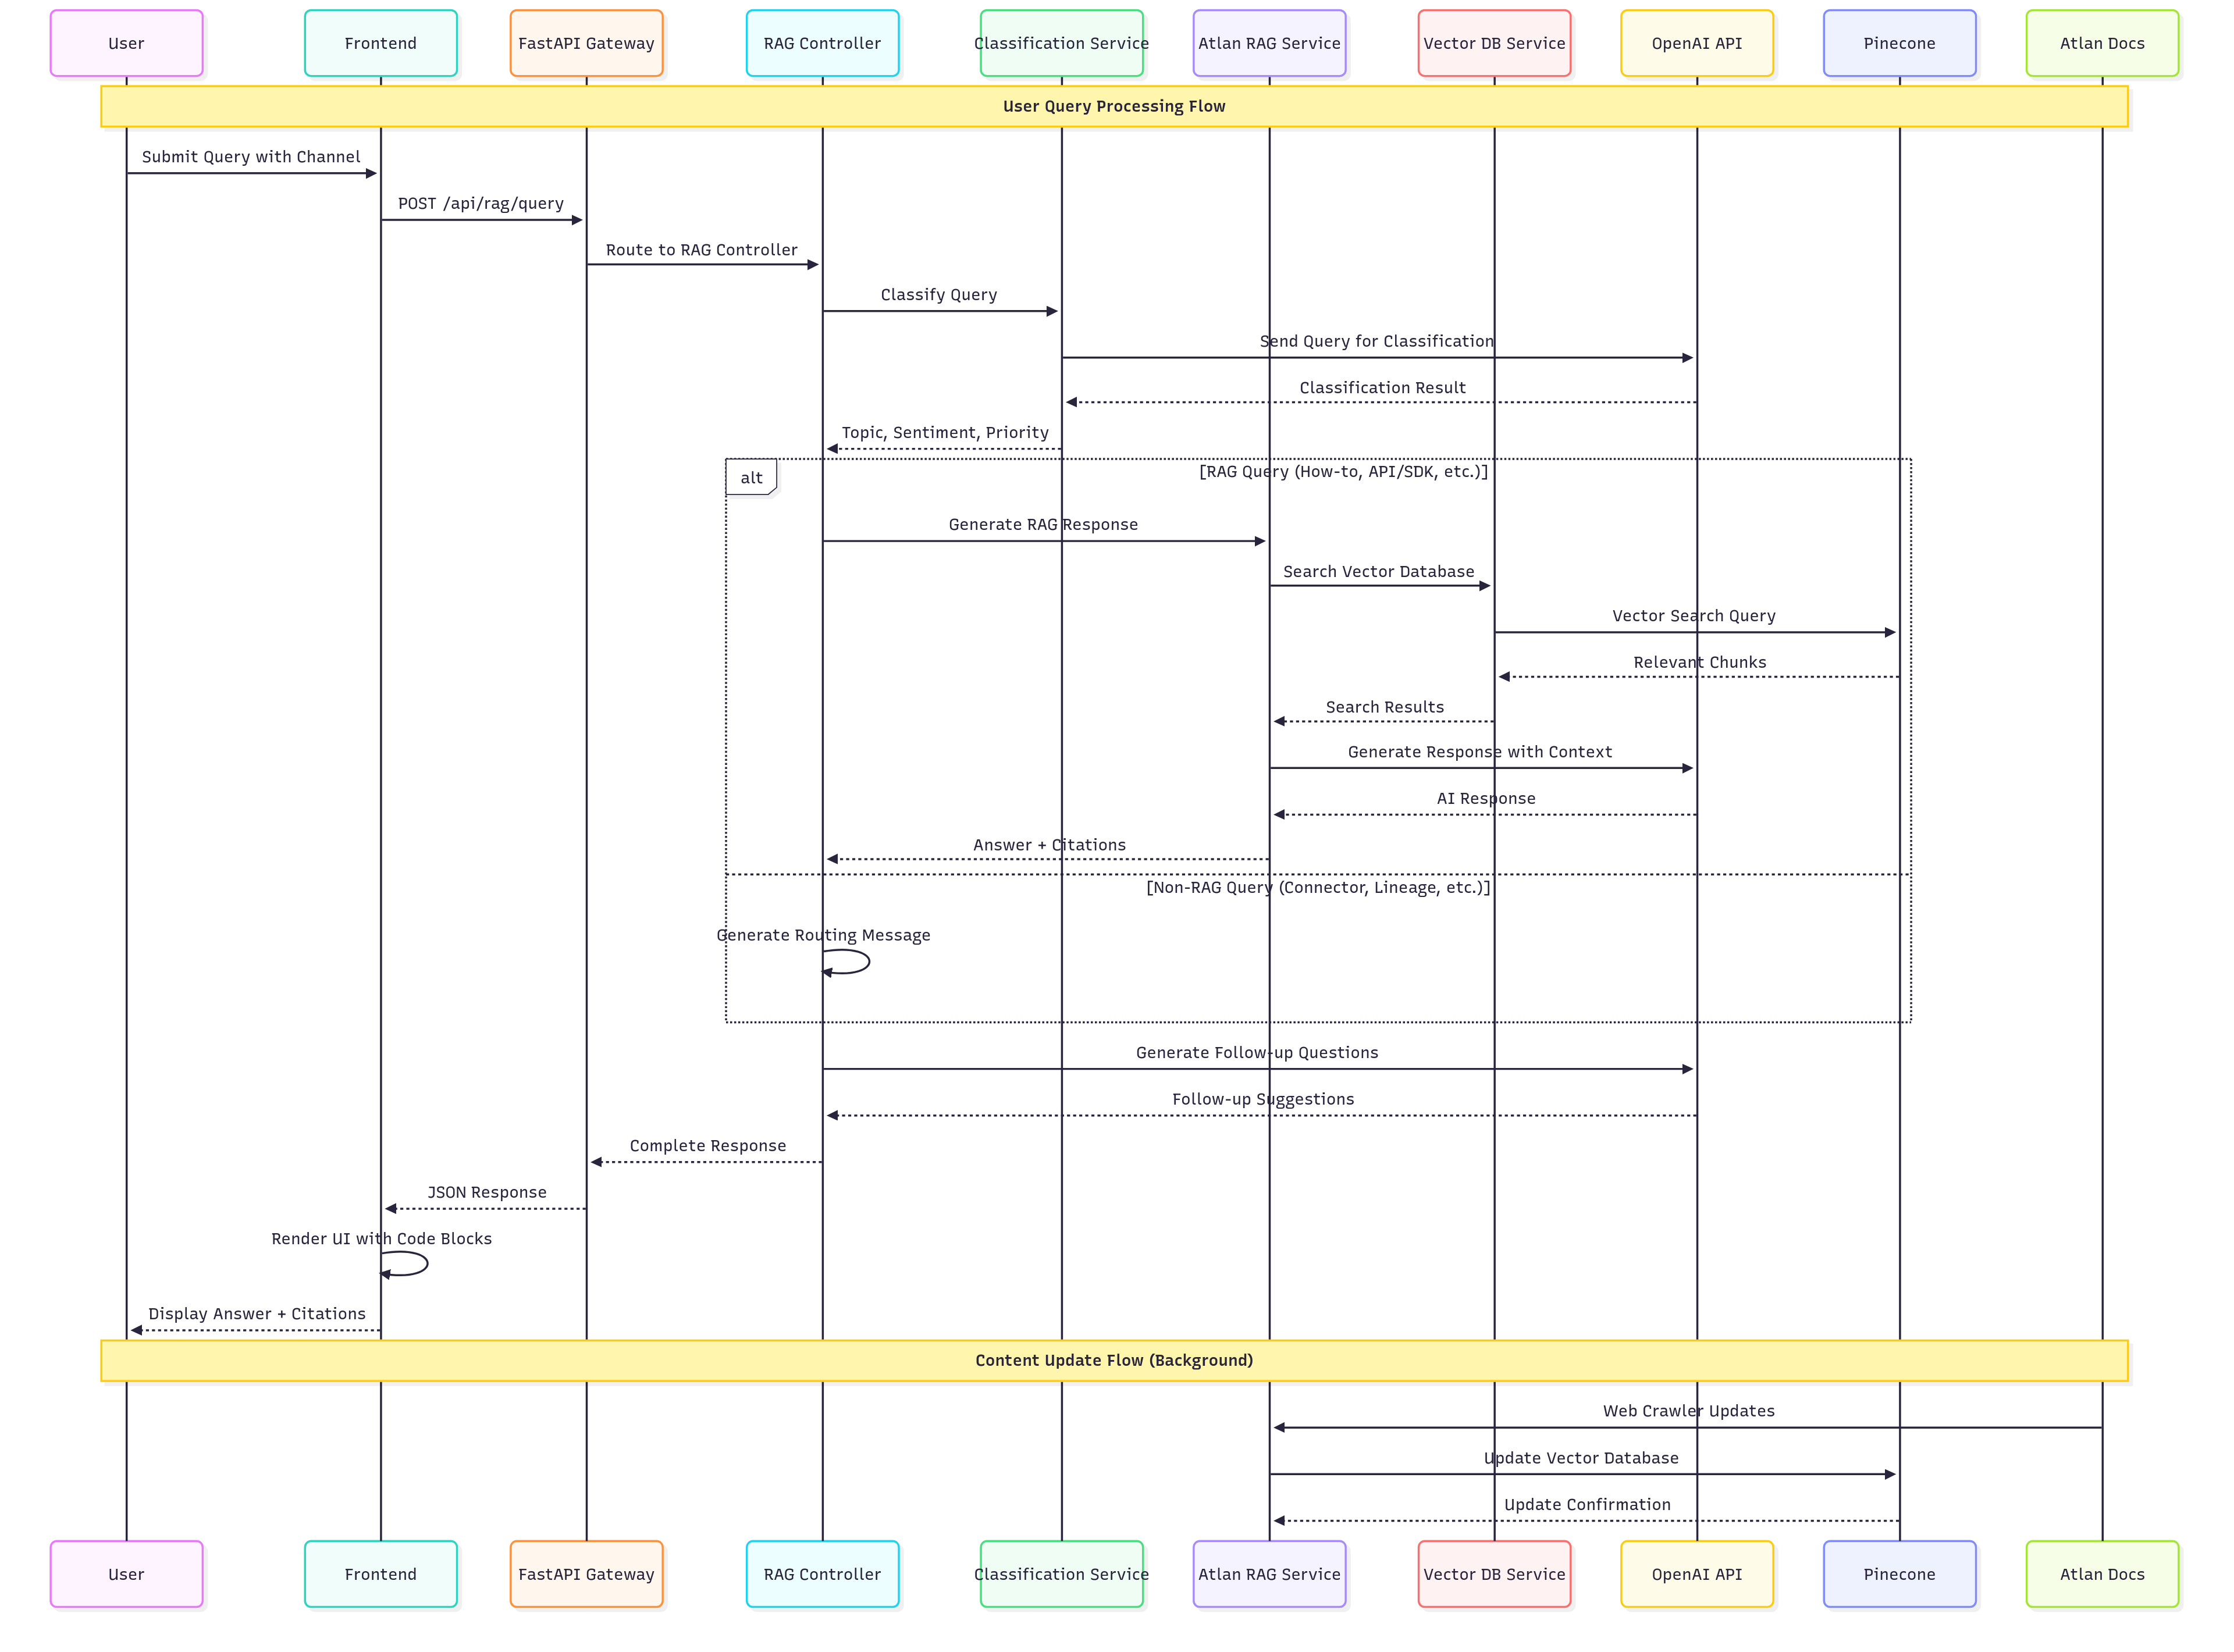 User
Frontend
FastAPI Gateway
RAG Controller
Classification Service
Atlan RAG Service
Vector DB Service
OpenAI API
Pinecone
Atlan Docs
User Query Processing Flow
Submit Query with Channel
POST /api/rag/query
Route to RAG Controller
Classify Query
Send Query for Classification
Classification Result
Topic, Sentiment, Priority
alt
[RAG Query (How-to, API/SDK, etc.)]
Generate RAG Response
Search Vector Database
Vector Search Query
Relevant Chunks
Search Results
Generate Response with Context
AI Response
Answer + Citations
[Non-RAG Query (Connector, Lineage, etc.)]
Generate Routing Message
Generate Follow-up Questions
Follow-up Suggestions
Complete Response
JSON Response
Render UI with Code Blocks
Display Answer + Citations
Content Update Flow (Background)
Web Crawler Updates
Update Vector Database
Update Confirmation
User
Frontend
FastAPI Gateway
RAG Controller
Classification Service
Atlan RAG Service
Vector DB Service
OpenAI API
Pinecone
Atlan Docs